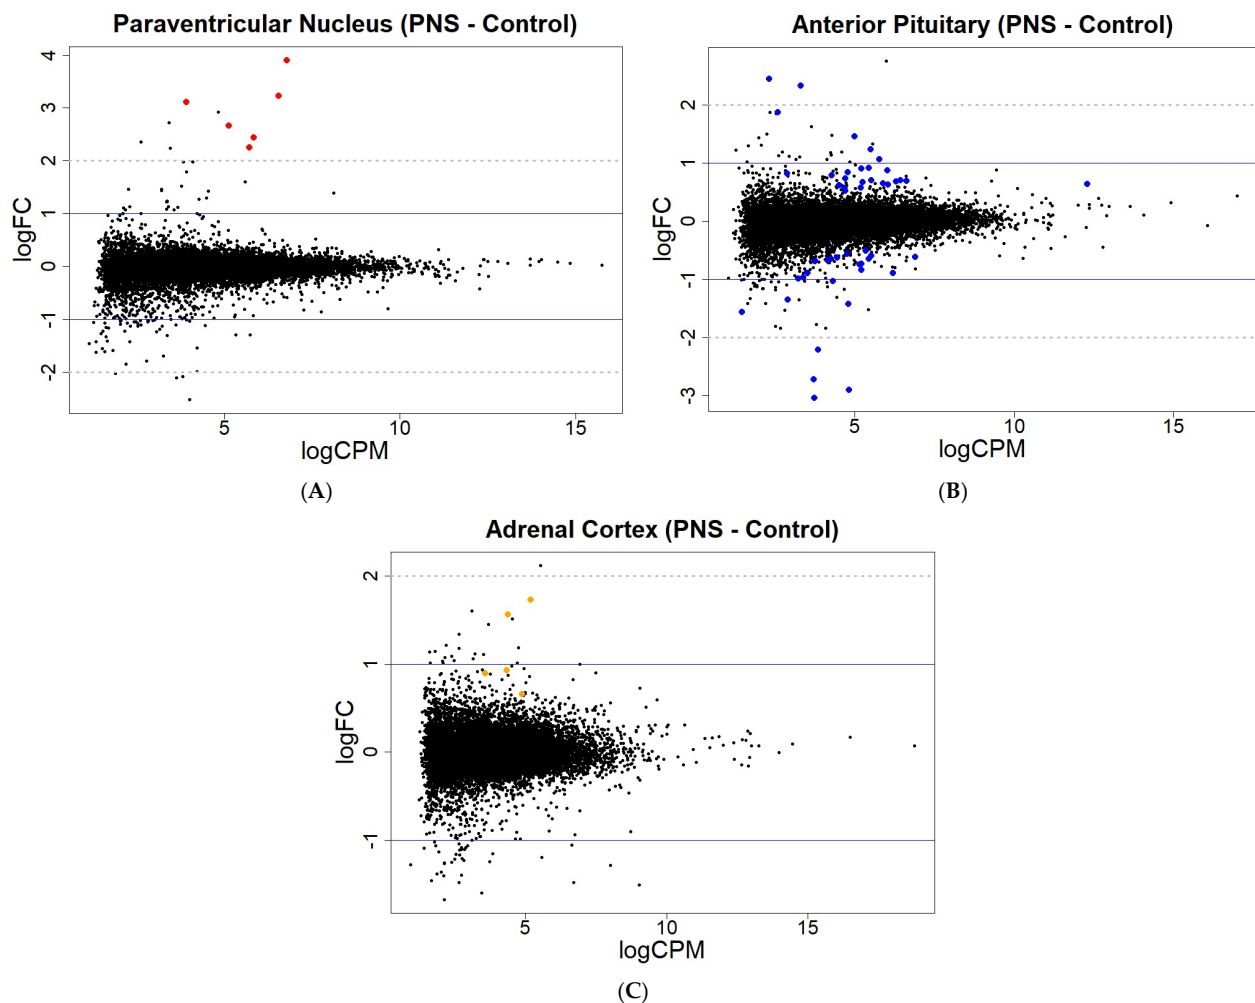 Paraventricular Nucleus (PNS - Control)
4
3
2
1
0
-1
-2
logFC
5
10
15
logCPM
(A)
Anterior Pituitary (PNS - Control)
2
1
0
-1
-2
-3
logFC
5
10
15
logCPM
(B)
Adrenal Cortex (PNS - Control)
2
1
0
-1
logFC
5
10
15
logCPM
(C)